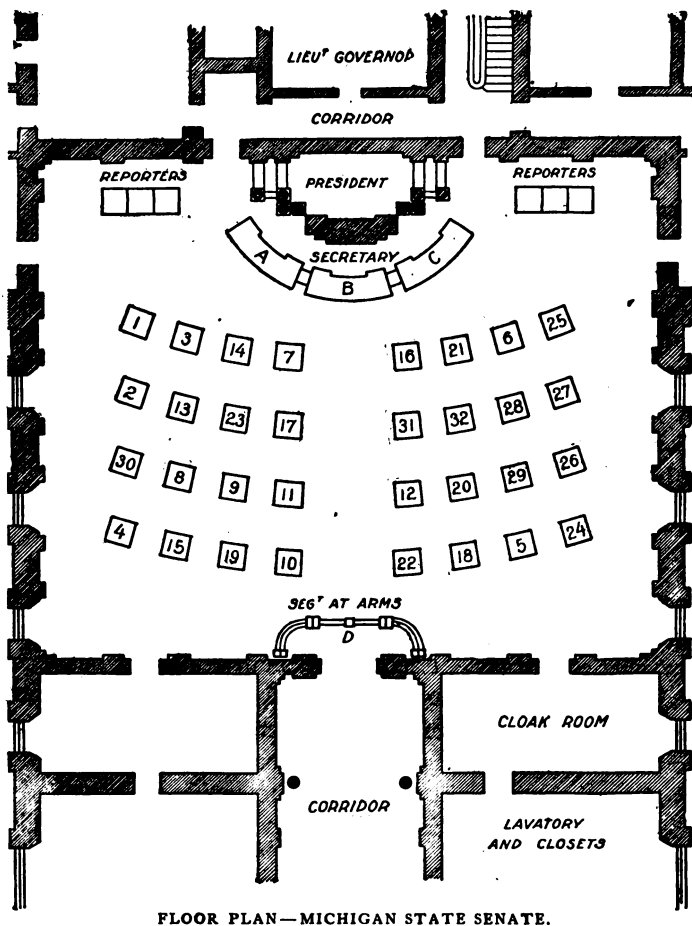 LIEUT GOVERNOR
CORRIDOR
REPORTERS
PRESIDENT
REPORTERS
SECRETARY
A
B
C
1 3 14 7 16 21 6 25
2 13 23 17 31 32 28 27
30 8 9 11 12 20 29 26
4 15 19 10 22 18 5 24
SEGT AT ARMS
D
CLOAK ROOM
CORRIDOR
LAVATORY
AND CLOSETS
FLOOR PLAN—MICHIGAN STATE SENATE.